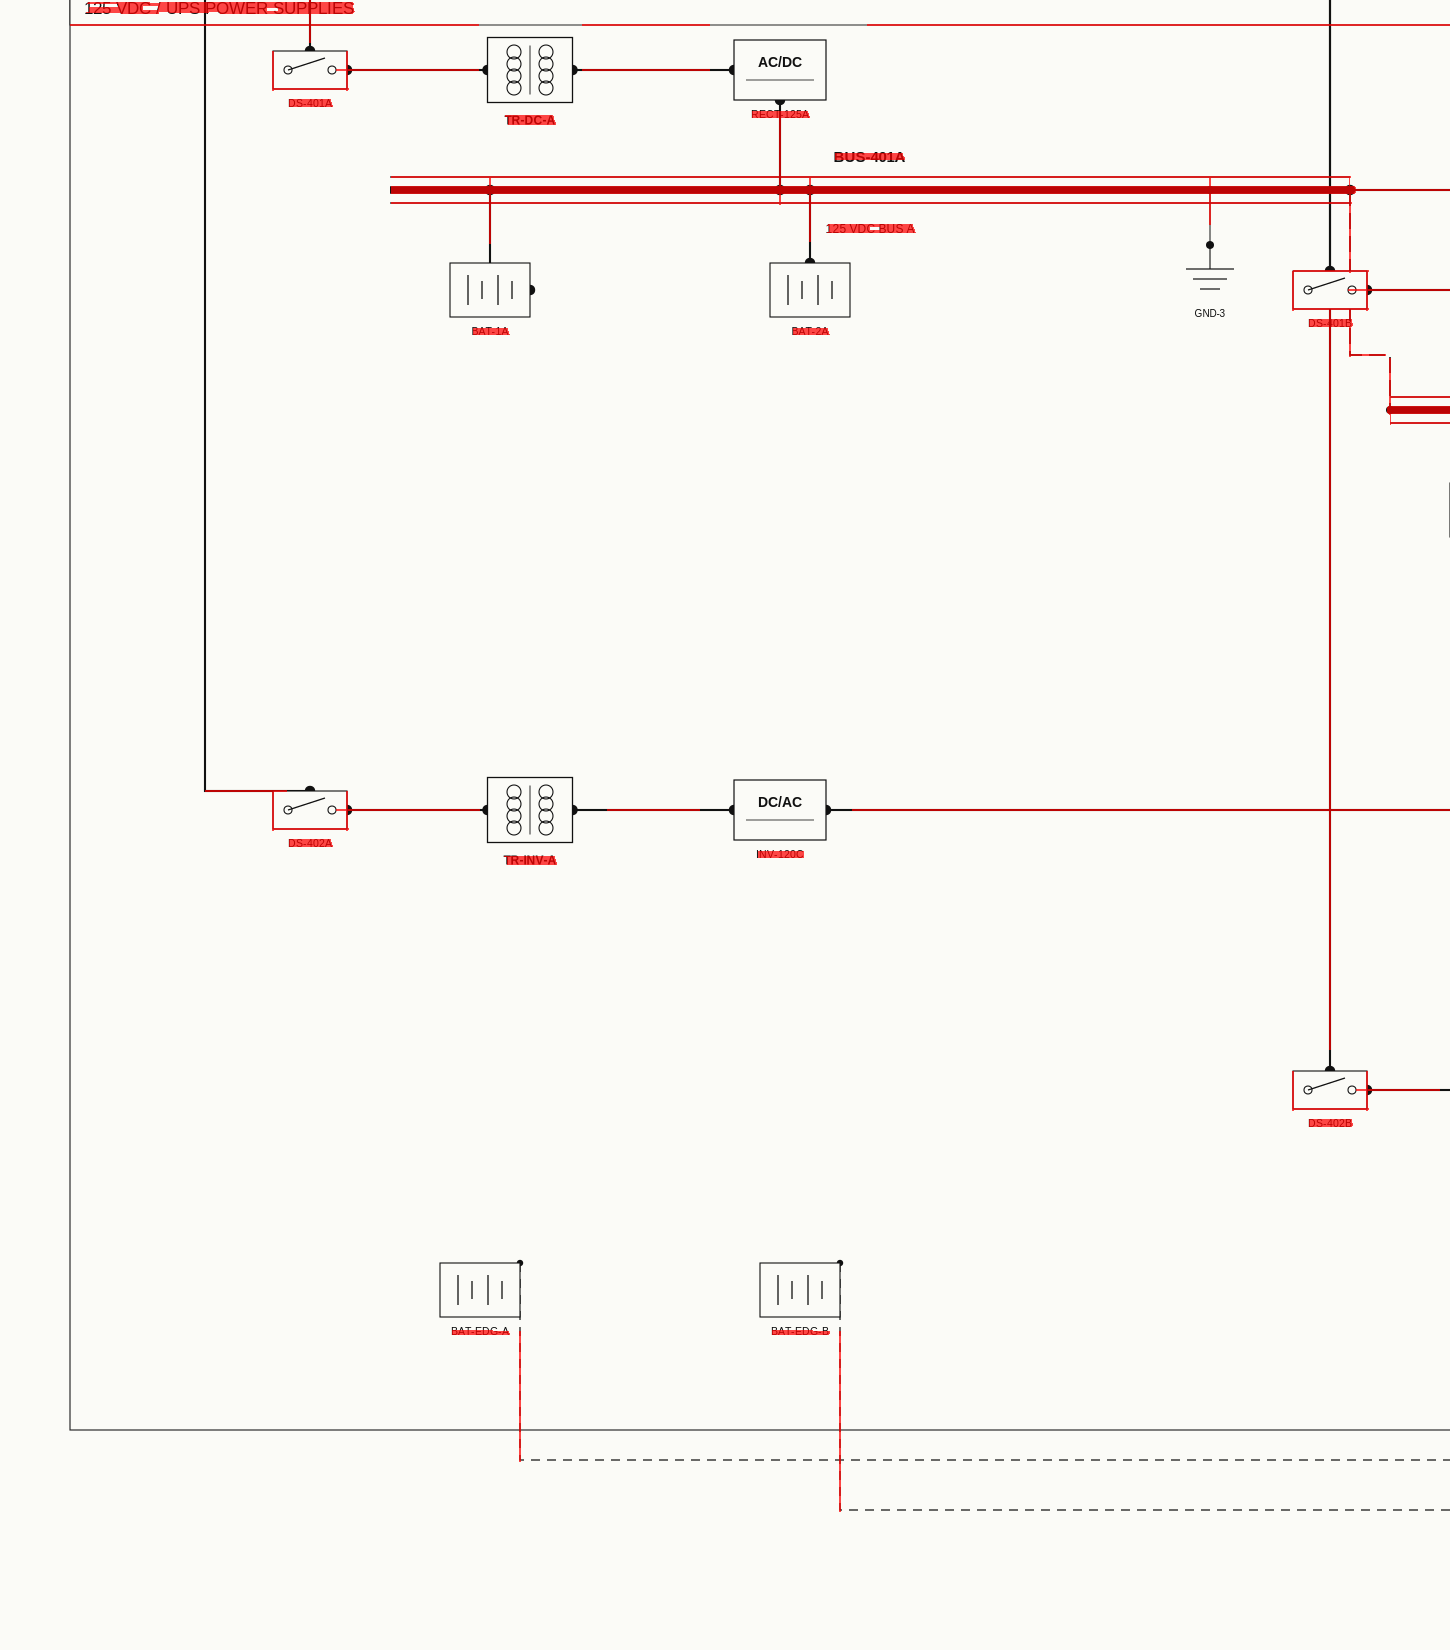 125 VDC / UPS POWER SUPPLIES
AC/DC
DS-401A
TR-DC-A
RECT-125A
BUS-401A
125 VDC BUS A
GND-3
DS-401B
BAT-1A
BAT-2A
DC/AC
DS-402A
TR-INV-A
INV-120C
DS-402B
BAT-EDG-A
BAT-EDG-B